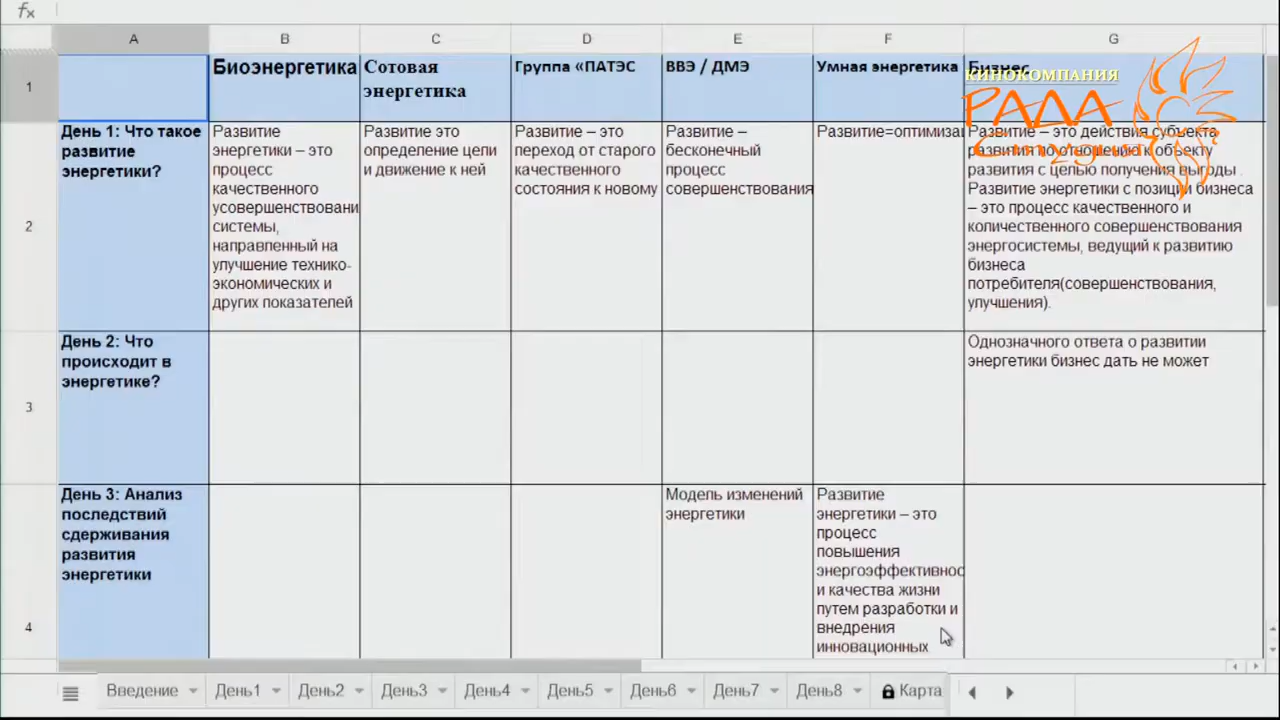 fx
A B C D E F G
1
Биоэнергетика
Сотовая
энергетика
Группа «ПАТЭС
ВВЭ / ДМЭ
Умная энергетика
Бизнес
КИНОКОМПАНИЯ
РАДА
студия
2
День 1: Что такое
развитие
энергетики?
Развитие
энергетики – это
процесс
качественного
усовершенствовани
системы,
направленный на
улучшение технико-
экономических и
других показателей
Развитие это
определение цели
и движение к ней
Развитие – это
переход от старого
качественного
состояния к новому
Развитие –
бесконечный
процесс
совершенствования
Развитие=оптимиза
Развитие – это действия субъекта
развития по отношению к объекту
развития с целью получения выгоды .
Развитие энергетики с позиции бизнеса
– это процесс качественного и
количественного совершенствования
энергосистемы, ведущий к развитию
бизнеса
потребителя(совершенствования,
улучшения).
3
День 2: Что
происходит в
энергетике?
Однозначного ответа о развитии
энергетики бизнес дать не может
4
День 3: Анализ
последствий
сдерживания
развития
энергетики
Модель изменений
энергетики
Развитие
энергетики – это
процесс
повышения
энергоэффективнос
и качества жизни
путем разработки и
внедрения
инновационных
Введение День1 День2 День3 День4 День5 День6 День7 День8 Карта